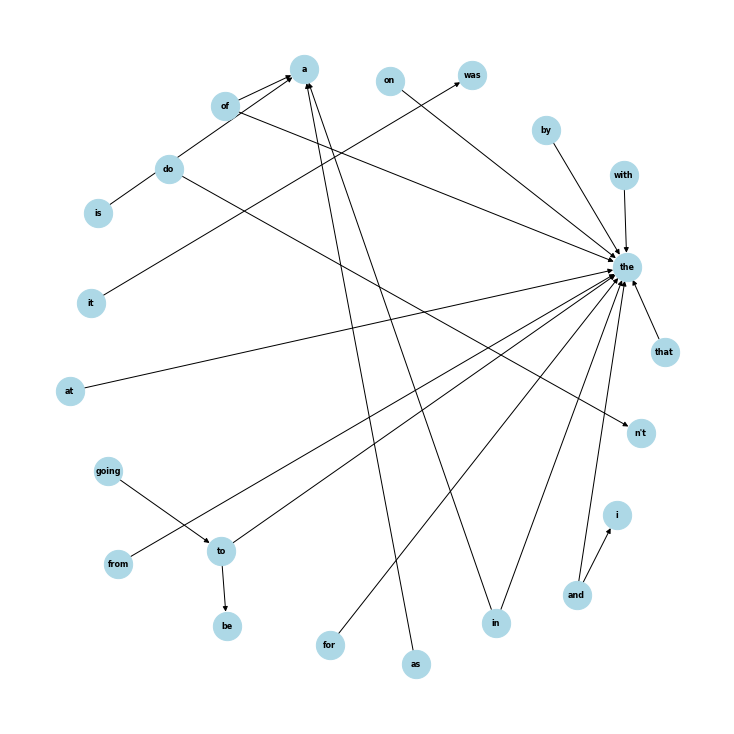 a
was
on
of
by
do
with
is
the
it
that
at
n't
going
i
to
from
and
in
be
for
as